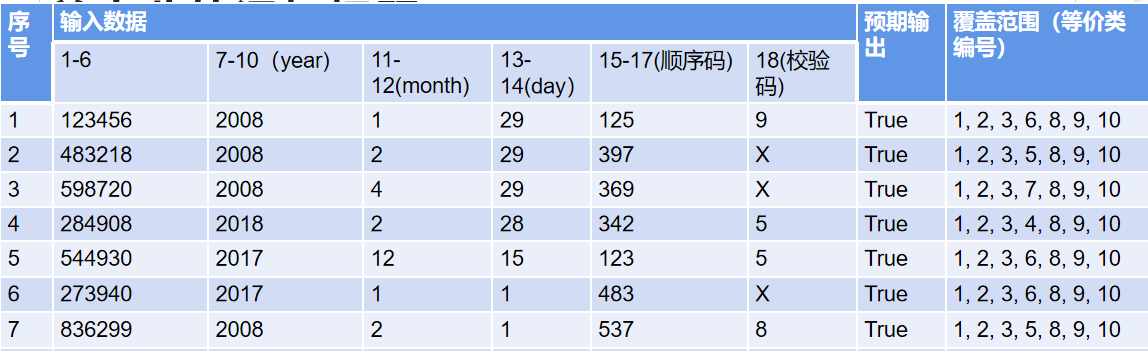 序号 输入数据 预期输出 覆盖范围（等价类编号）
1-6 7-10（year) 11-12(month) 13-14(day） 15-17(顺序码) 18(校验码)
1 123456 2008 1 29 125 9 True 1, 2, 3, 6, 8, 9, 10
2 483218 2008 2 29 397 X True 1, 2, 3, 5, 8, 9, 10
3 598720 2008 4 29 369 X True 1, 2, 3, 7, 8, 9, 10
4 284908 2018 2 28 342 5 True 1, 2, 3, 4, 8, 9, 10
5 544930 2017 12 15 123 5 True 1, 2, 3, 6, 8, 9, 10
6 273940 2017 1 1 483 X True 1, 2, 3, 6, 8, 9, 10
7 836299 2008 2 1 537 8 True 1, 2, 3, 5, 8, 9, 10